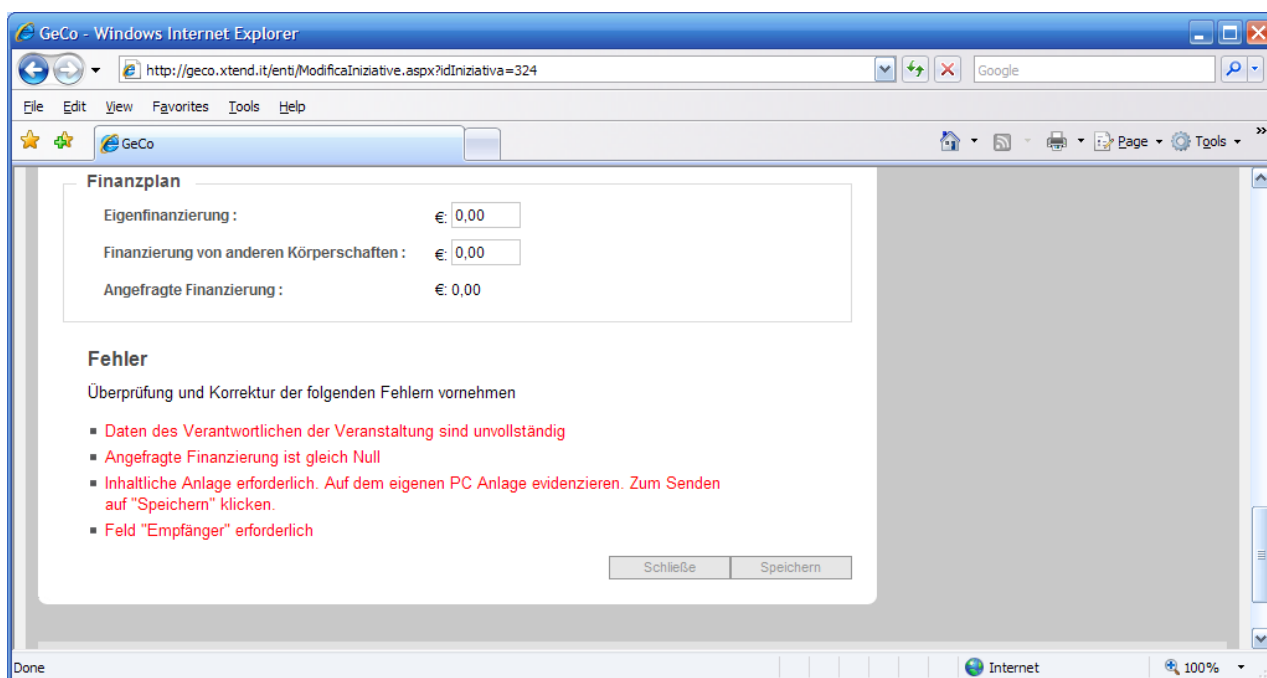 GeCo - Windows Internet Explorer
http://geco.xtend.it/enti/ModificaIniziative.aspx?idIniziativa=324
Google
File Edit View Favorites Tools Help
GeCo
Page Tools
Finanzplan
Eigenfinanzierung : €: 0,00
Finanzierung von anderen Körperschaften : €: 0,00
Angefragte Finanzierung : €: 0,00
Fehler
Überprüfung und Korrektur der folgenden Fehlern vornehmen
Daten des Verantwortlichen der Veranstaltung sind unvollständig
Angefragte Finanzierung ist gleich Null
Inhaltliche Anlage erforderlich. Auf dem eigenen PC Anlage evidenzieren. Zum Senden
auf "Speichern" klicken.
Feld "Empfänger" erforderlich
Schließe Speichern
Done Internet 100%